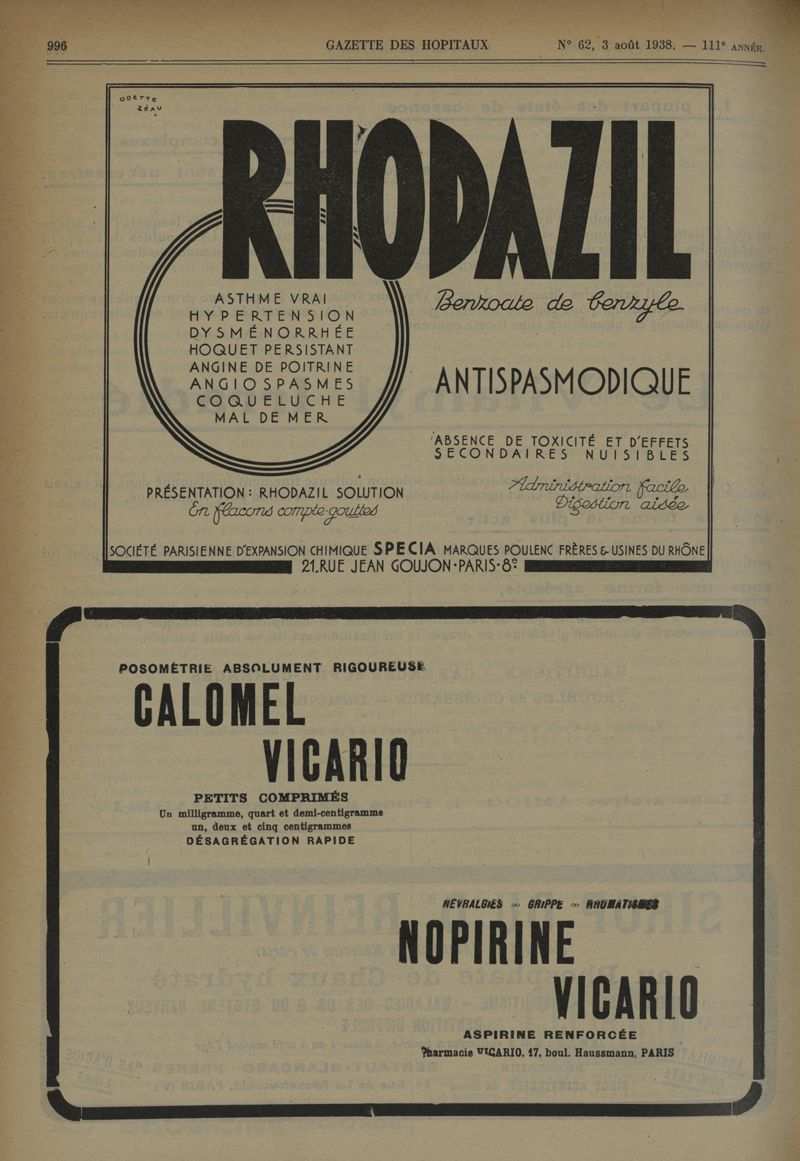 996
GAZETTE DES HOPITAUX
N° 62, 3 août 1938. — 111e ANNÉE.
ODETTE
ZÉAU
RHODAZIL
ASTHME VRAI
HYPERTENSION
DYSMÉNORRHÉE
HOQUET PERSISTANT
ANGINE DE POITRINE
ANGIOSPASMES
COQUELUCHE
MAL DE MER
Benzoate de benzyle
ANTISPASMODIQUE
ABSENCE DE TOXICITÉ ET D'EFFETS
SECONDAIRES NUISIBLES
PRÉSENTATION: RHODAZIL SOLUTION
En flacons compte-gouttes
Administration facile
Digestion aisée
SOCIÉTÉ PARISIENNE D'EXPANSION CHIMIQUE SPECIA MARQUES POULENC FRÈRES & USINES DU RHÔNE
21.RUE JEAN GOUJON·PARIS·8e
POSOMÉTRIE ABSOLUMENT RIGOUREUSE
CALOMEL
VICARIO
PETITS COMPRIMÉS
Un milligramme, quart et demi-centigramme
un, deux et cinq centigrammes
DÉSAGRÉGATION RAPIDE
NÉVRALGIES ∞ GRIPPE ∞ RHUMATISMES
NOPIRINE
VICARIO
ASPIRINE RENFORCÉE
Pharmacie VICARIO. 17, boul. Haussmann, PARIS